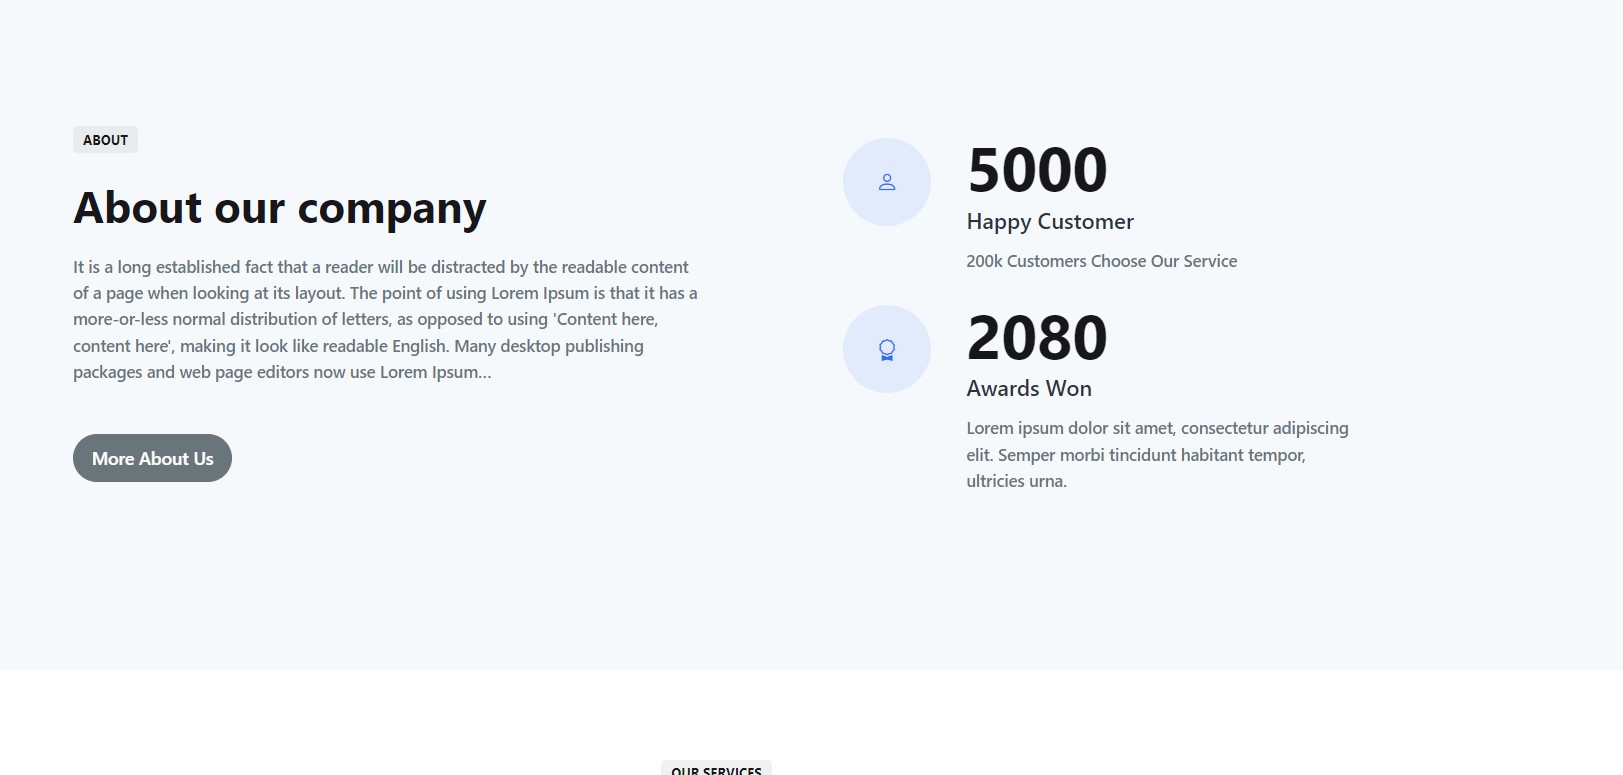 ABOUT
About our company
It is a long established fact that a reader will be distracted by the readable content
of a page when looking at its layout. The point of using Lorem Ipsum is that it has a
more-or-less normal distribution of letters, as opposed to using 'Content here,
content here', making it look like readable English. Many desktop publishing
packages and web page editors now use Lorem Ipsum...
More About Us
5000
Happy Customer
200k Customers Choose Our Service
2080
Awards Won
Lorem ipsum dolor sit amet, consectetur adipiscing
elit. Semper morbi tincidunt habitant tempor,
ultricies urna.
OUR SERVICES